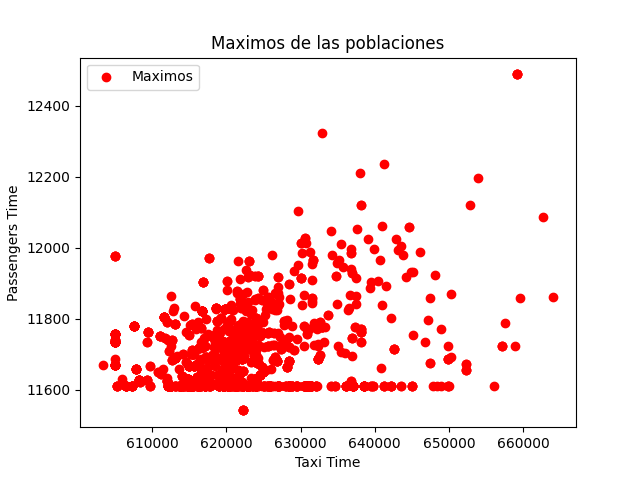 Maximos de las poblaciones
Maximos
Passengers Time
12400
12200
12000
11800
11600
610000 620000 630000 640000 650000 660000
Taxi Time